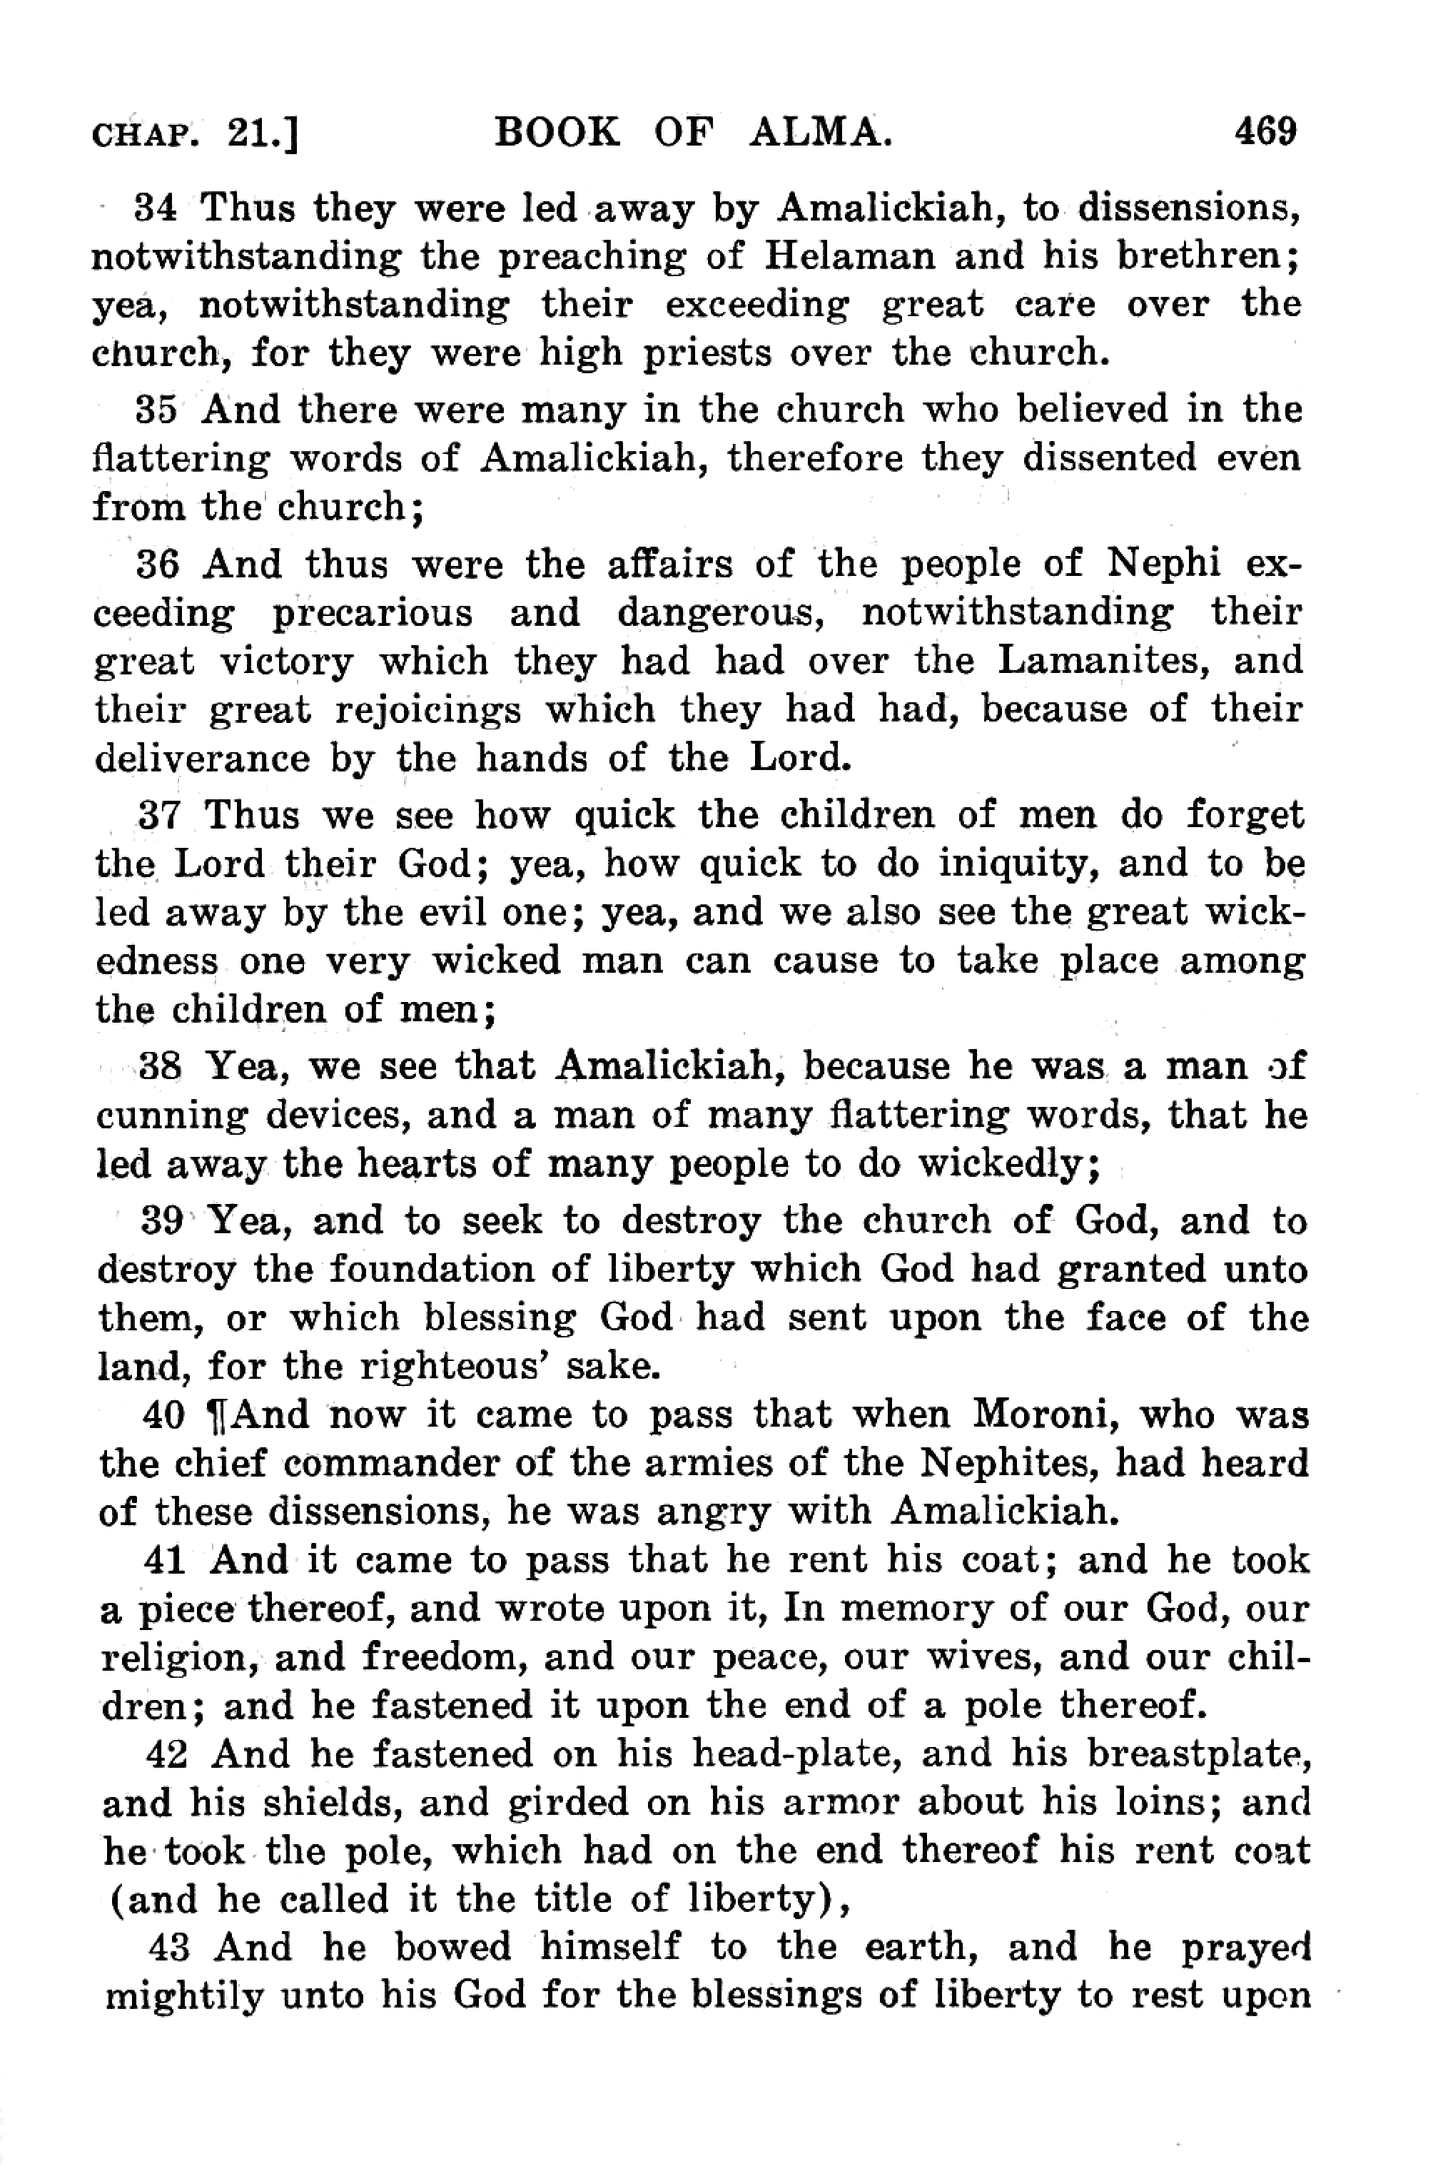 CHAP. 21.] BOOK OF ALMA. 469
34 Thus they were led away by Amalickiah, to dissensions,
notwithstanding the preaching of Helaman and his brethren;
yea, notwithstanding their exceeding great care over the
church, for they were high priests over the church.
35 And there were many in the church who believed in the
flattering words of Amalickiah, therefore they dissented even
from the church;
36 And thus were the affairs of the people of Nephi ex-
ceeding precarious and dangerous, notwithstanding their
great victory which they had had over the Lamanites, and
their great rejoicings which they had had, because of their
deliverance by the hands of the Lord.
37 Thus we see how quick the children of men do forget
the Lord their God; yea, how quick to do iniquity, and to be
led away by the evil one; yea, and we also see the great wick-
edness one very wicked man can cause to take place among
the children of men;
38 Yea, we see that Amalickiah, because he was a man of
cunning devices, and a man of many flattering words, that he
led away the hearts of many people to do wickedly;
39 Yea, and to seek to destroy the church of God, and to
destroy the foundation of liberty which God had granted unto
them, or which blessing God had sent upon the face of the
land, for the righteous' sake.
40 ¶And now it came to pass that when Moroni, who was
the chief commander of the armies of the Nephites, had heard
of these dissensions, he was angry with Amalickiah.
41 And it came to pass that he rent his coat; and he took
a piece thereof, and wrote upon it, In memory of our God, our
religion, and freedom, and our peace, our wives, and our chil-
dren; and he fastened it upon the end of a pole thereof.
42 And he fastened on his head-plate, and his breastplate,
and his shields, and girded on his armor about his loins; and
he took the pole, which had on the end thereof his rent coat
(and he called it the title of liberty),
43 And he bowed himself to the earth, and he prayed
mightily unto his God for the blessings of liberty to rest upon